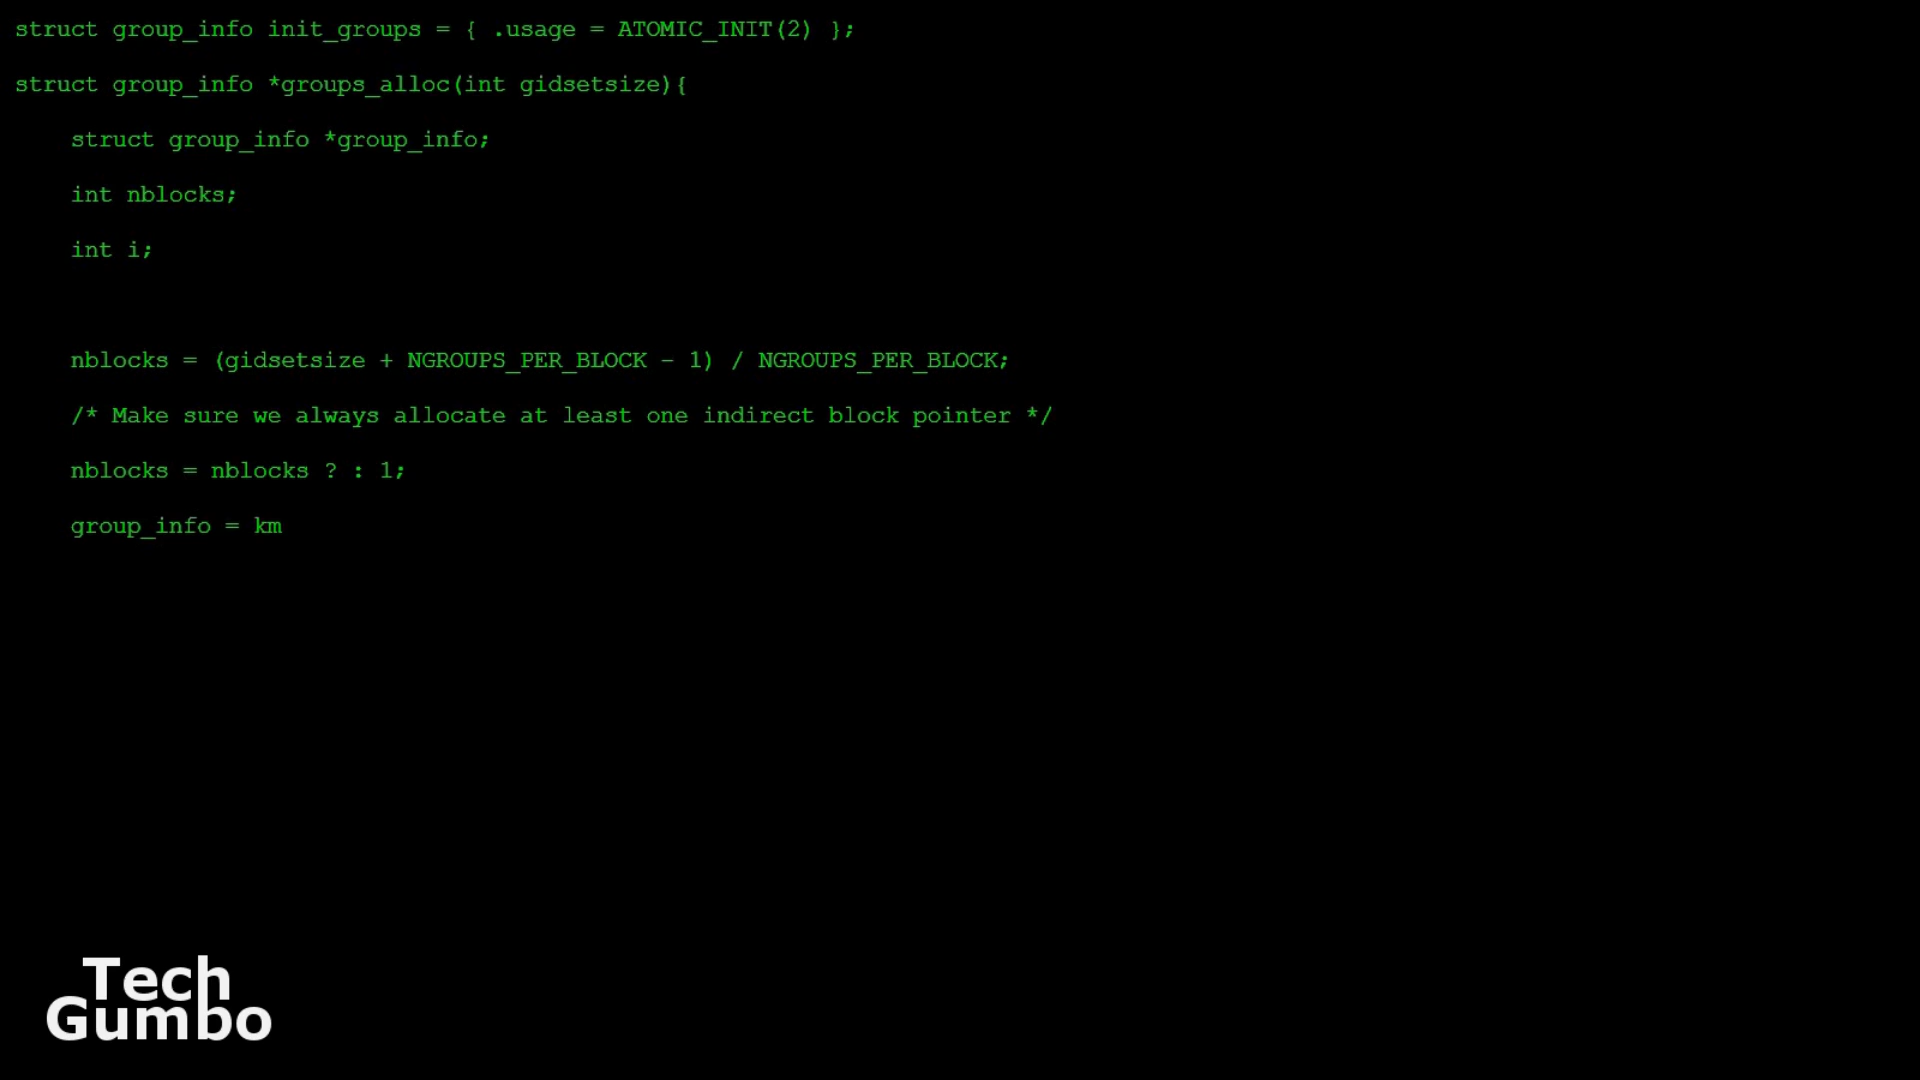 struct group_info init_groups = { .usage = ATOMIC_INIT(2) };
struct group_info *groups_alloc(int gidsetsize){
struct group_info *group_info;
int nblocks;
int i;
nblocks = (gidsetsize + NGROUPS_PER_BLOCK - 1) / NGROUPS_PER_BLOCK;
/* Make sure we always allocate at least one indirect block pointer */
nblocks = nblocks ? : 1;
group_info = km
Tech
Gumbo